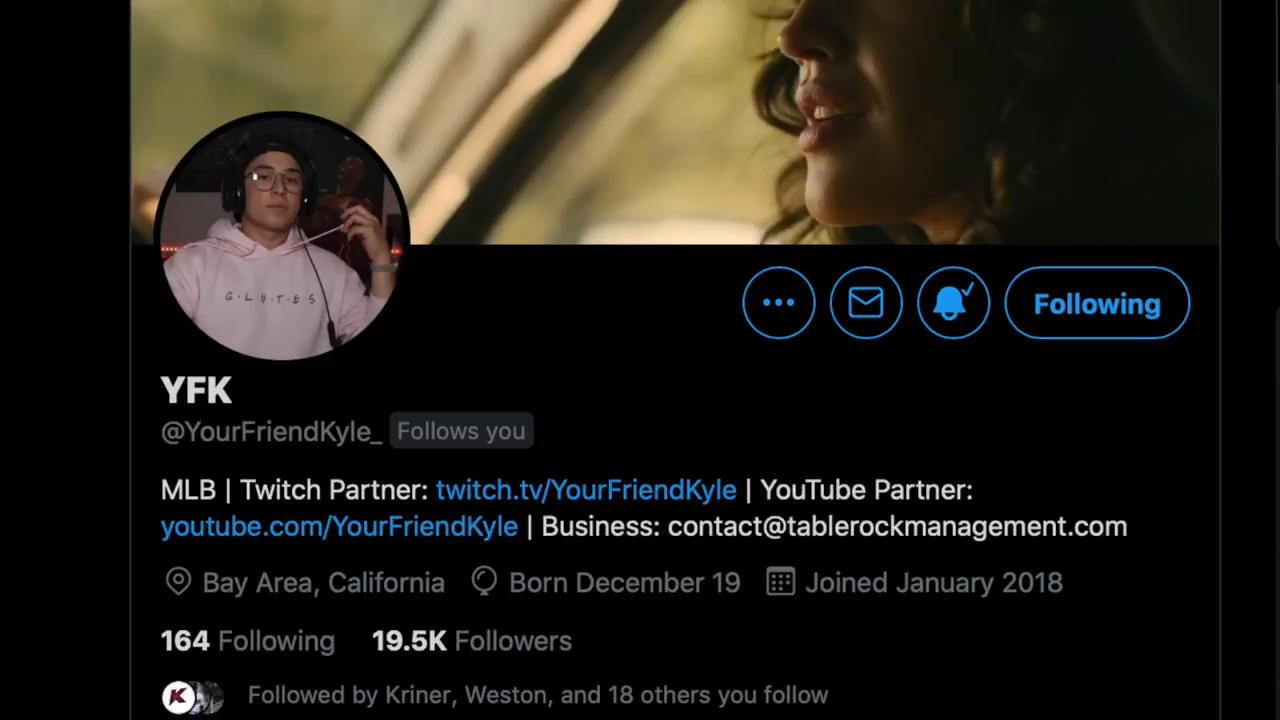 G·L·U·T·E·S
Following
YFK
@YourFriendKyle_ Follows you
MLB | Twitch Partner: twitch.tv/YourFriendKyle | YouTube Partner:
youtube.com/YourFriendKyle | Business: contact@tablerockmanagement.com
Bay Area, California Born December 19 Joined January 2018
164 Following 19.5K Followers
K Followed by Kriner, Weston, and 18 others you follow